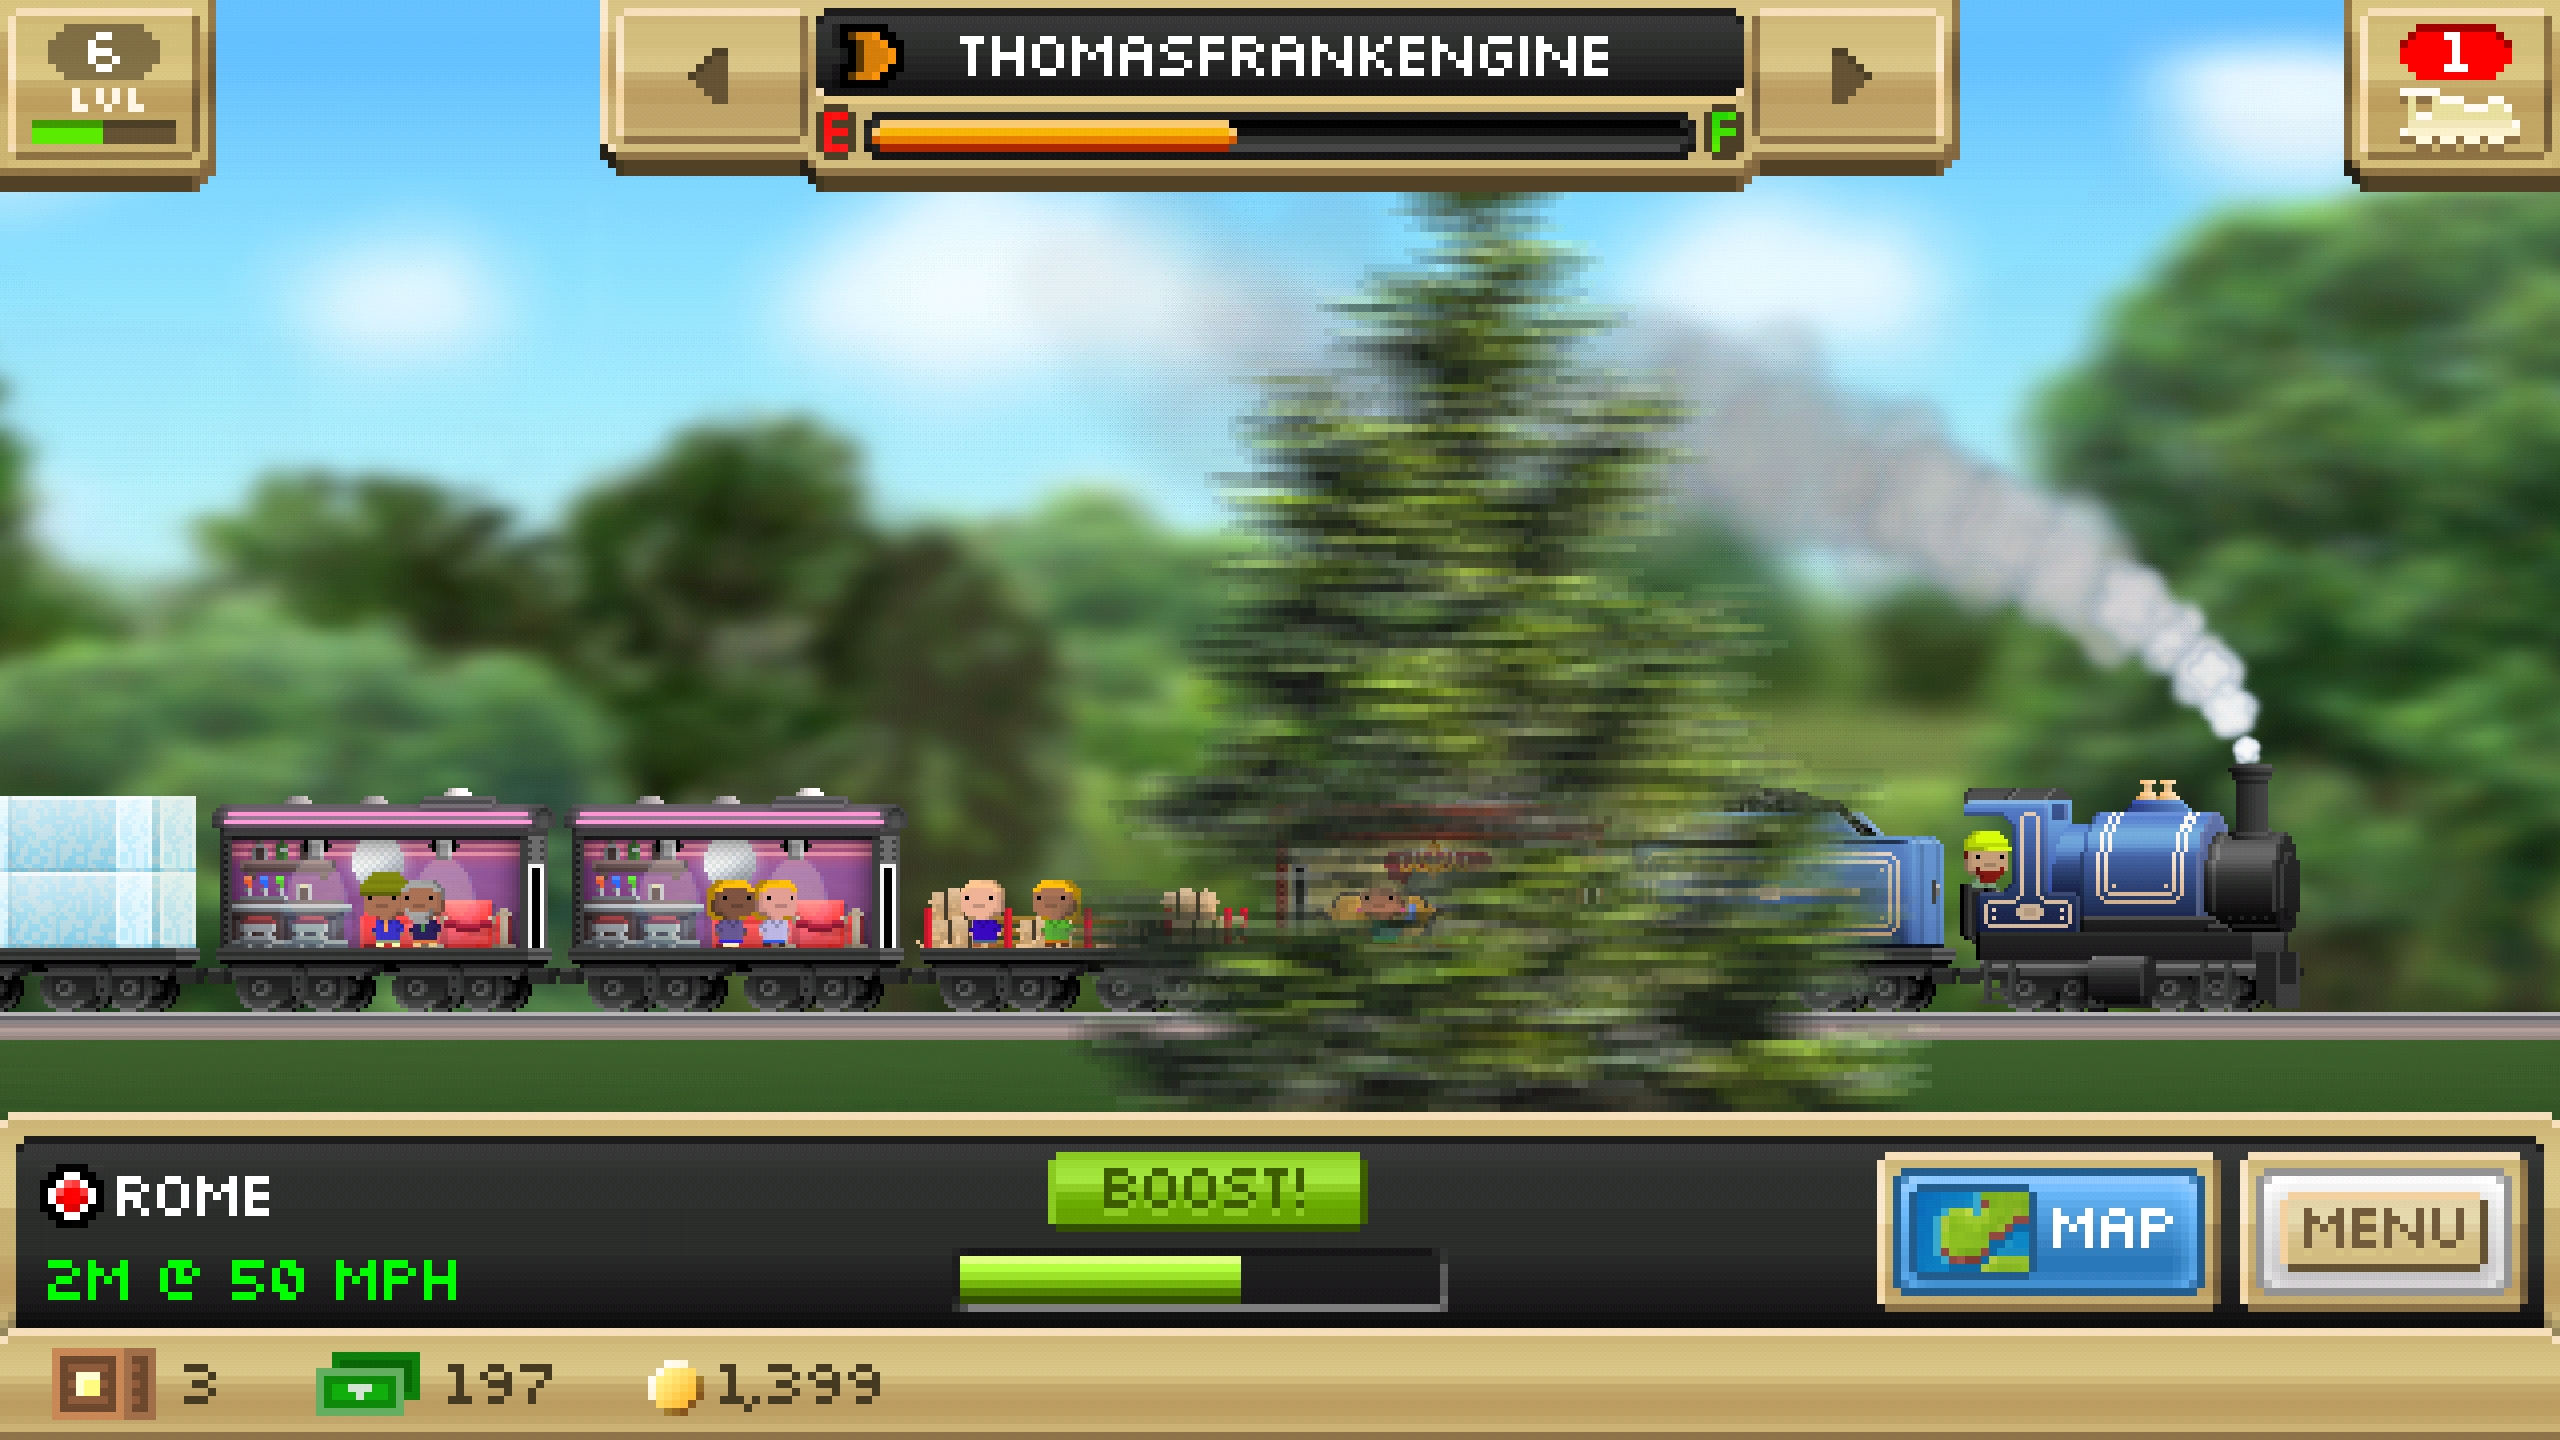 6
LVL
THOMASFRANKENGINE
E F
1
ROME
BOOST!
2M @ 50 MPH
MAP
MENU
3 197 1,399